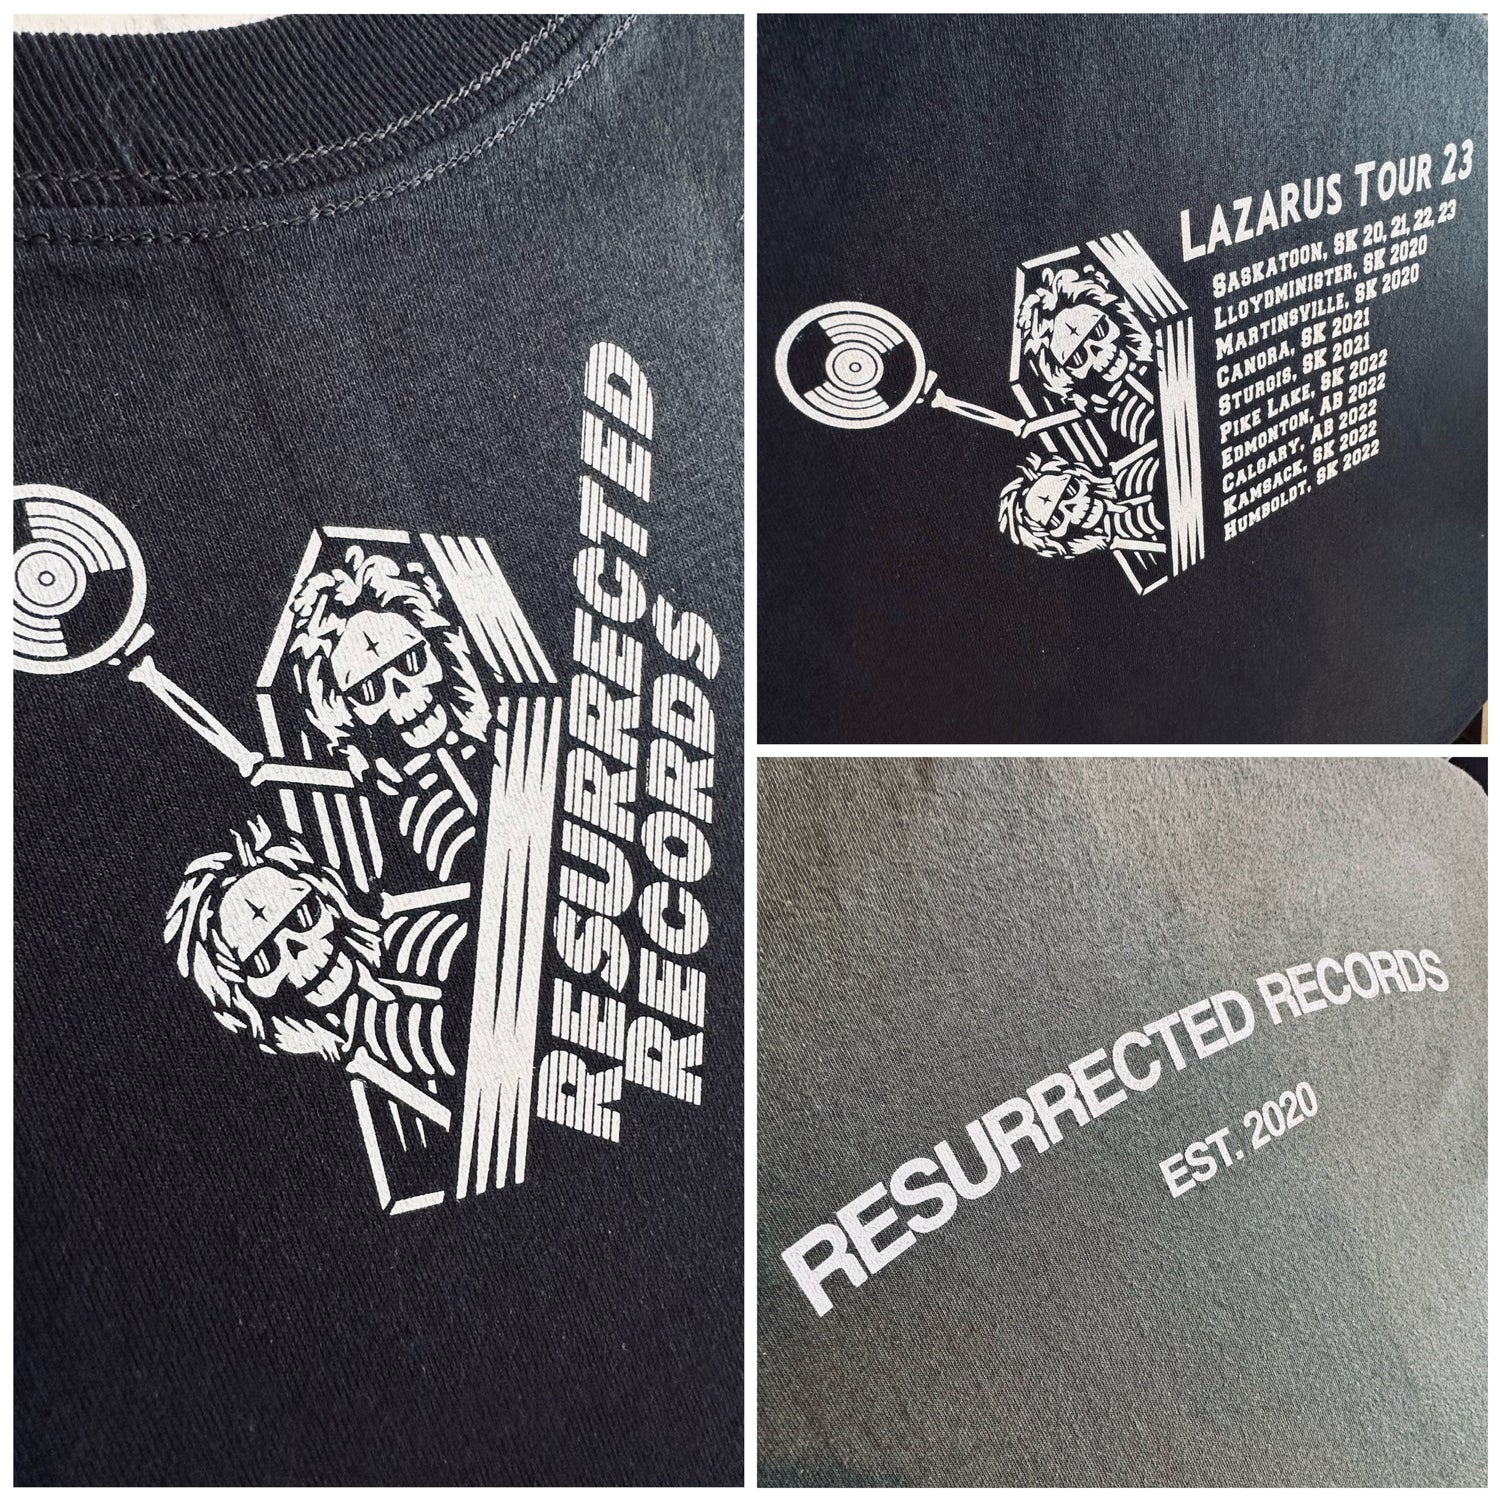 RESURRECTED
RECORDS
LAZARUS TOUR 23
SASKATOON, SK 20, 21, 22, 23
LLOYDMINISTER, SK 2020
MARTINSVILLE, SK 2020
CANORA, SK 2021
STURGIS, SK 2021
PIKE LAKE, SK 2022
EDMONTON, AB 2022
CALGARY, AB 2022
KAMSACK, SK 2022
HUMBOLDT, SK 2022
RESURRECTED RECORDS
EST. 2020